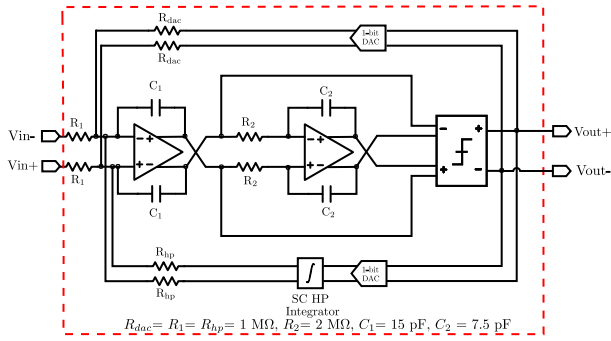 R_dac
1-bit
DAC
R_dac
C_1
C_2
R_1
R_2
Vin-
Vout+
Vin+
Vout-
R_1
R_2
C_1
C_2
R_hp
1-bit
DAC
R_hp
SC HP
Integrator
R_dac= R_1= R_hp= 1 MΩ, R_2= 2 MΩ, C_1= 15 pF, C_2 = 7.5 pF